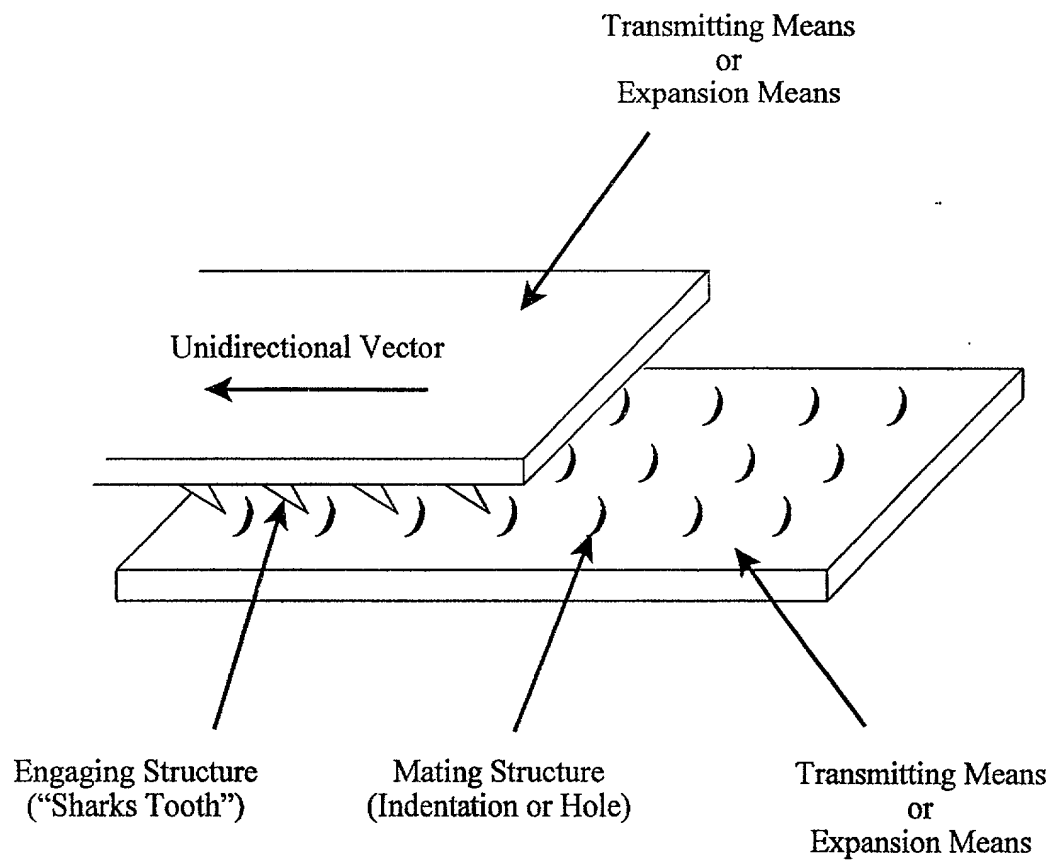 Transmitting Means
or
Expansion Means
Unidirectional Vector
Engaging Structure
(“Sharks Tooth”)
Mating Structure
(Indentation or Hole)
Transmitting Means
or
Expansion Means